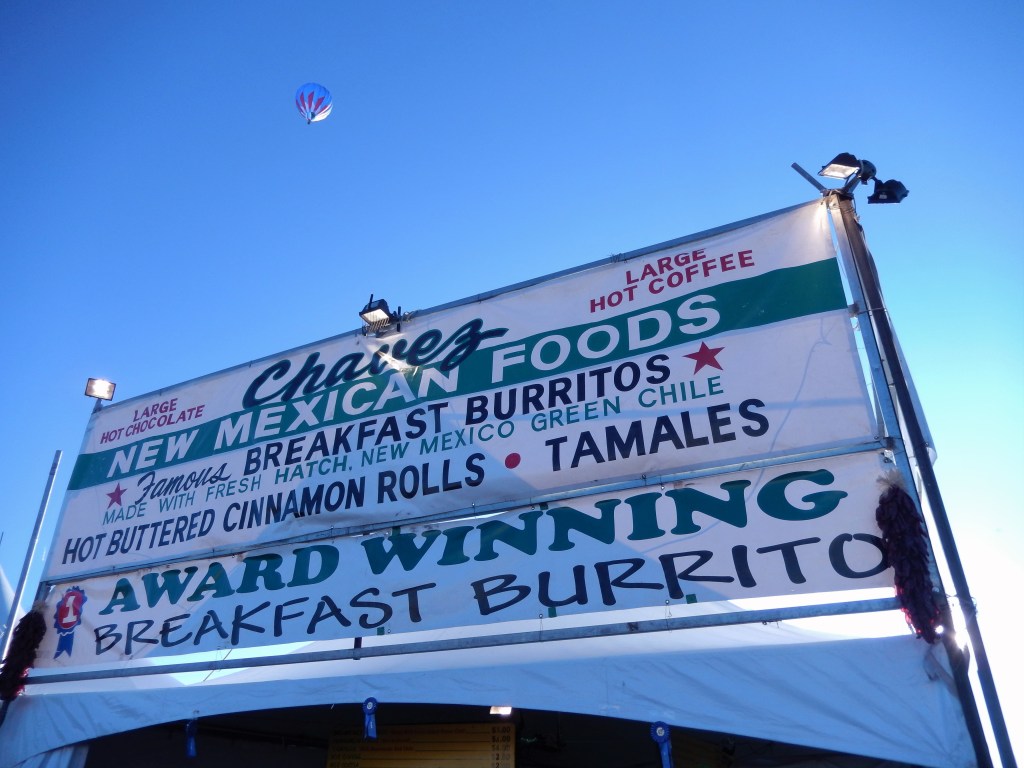 Chavez
LARGE
HOT CHOCOLATE
LARGE
HOT COFFEE
NEW MEXICAN FOODS
Famous BREAKFAST BURRITOS
MADE WITH FRESH HATCH, NEW MEXICO GREEN CHILE
HOT BUTTERED CINNAMON ROLLS • TAMALES
1
AWARD WINNING
BREAKFAST BURRITO